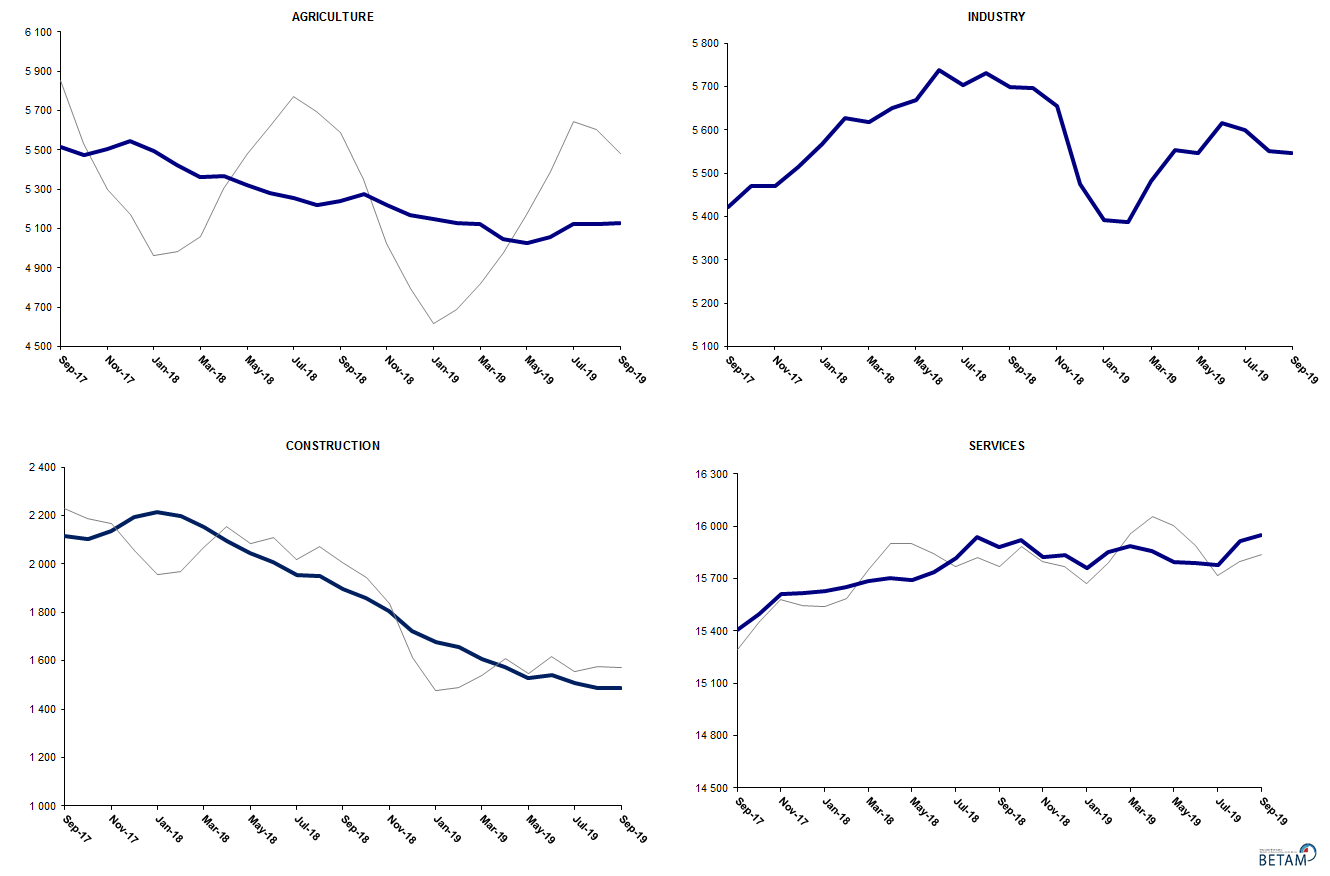 AGRICULTURE
6 100
5 900
5 700
5 500
5 300
5 100
4 900
4 700
4 500
Sep-17
Nov-17
Jan-18
Mar-18
May-18
Jul-18
Sep-18
Nov-18
Jan-19
Mar-19
May-19
Jul-19
Sep-19
INDUSTRY
5 800
5 700
5 600
5 500
5 400
5 300
5 200
5 100
Sep-17
Nov-17
Jan-18
Mar-18
May-18
Jul-18
Sep-18
Nov-18
Jan-19
Mar-19
May-19
Jul-19
Sep-19
CONSTRUCTION
2 400
2 200
2 000
1 800
1 600
1 400
1 200
1 000
Sep-17
Nov-17
Jan-18
Mar-18
May-18
Jul-18
Sep-18
Nov-18
Jan-19
Mar-19
May-19
Jul-19
Sep-19
SERVICES
16 300
16 000
15 700
15 400
15 100
14 800
14 500
Sep-17
Nov-17
Jan-18
Mar-18
May-18
Jul-18
Sep-18
Nov-18
Jan-19
Mar-19
May-19
Jul-19
Sep-19
BETAM